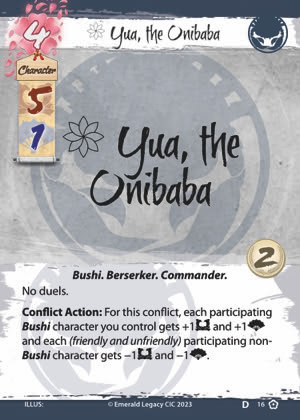 4
Yua, the Onibaba
Character
5
1
Yua, the
Onibaba
2
Bushi. Berserker. Commander.
No duels.
Conflict Action: For this conflict, each participating
Bushi character you control gets +1 and +1
and each (friendly and unfriendly) participating non-
Bushi character gets –1 and –1.
ILLUS:
© Emerald Legacy CIC 2023
D 16